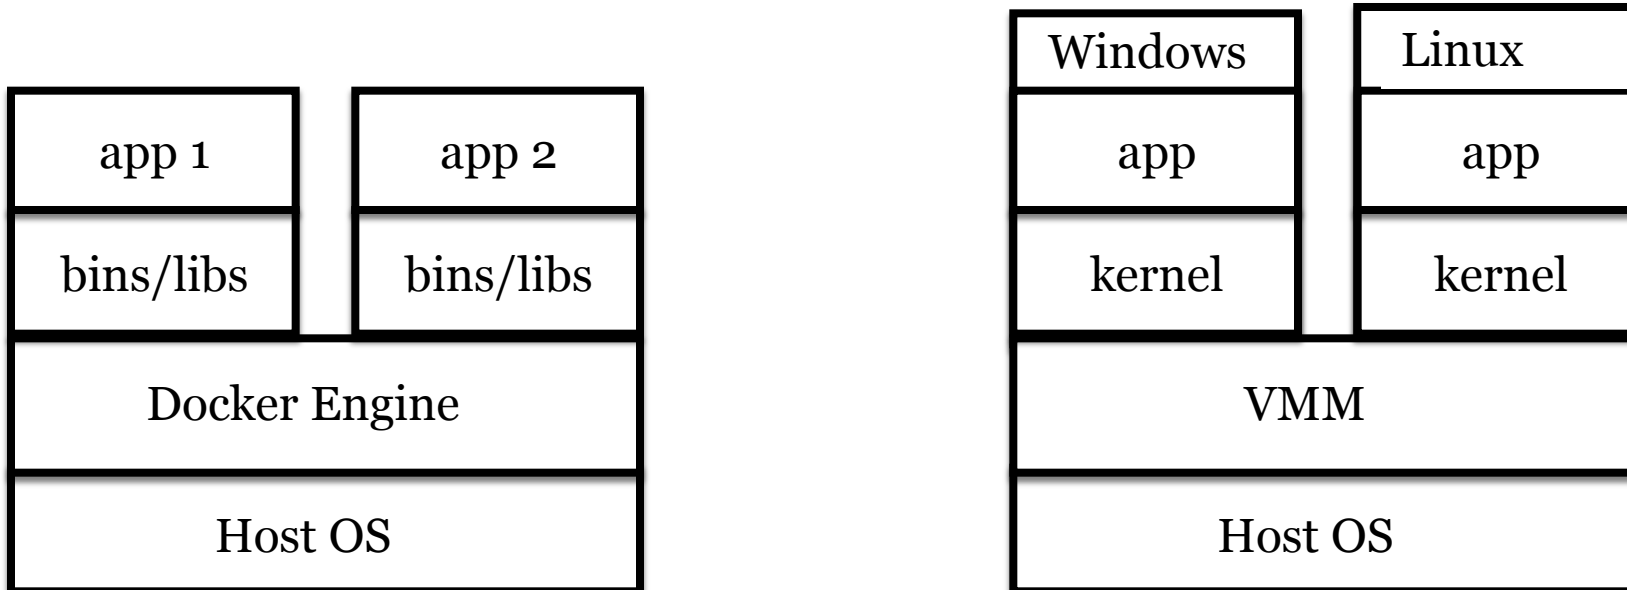 Windows
Linux
app 1
app 2
app
app
bins/libs
bins/libs
kernel
kernel
Docker Engine
VMM
Host OS
Host OS